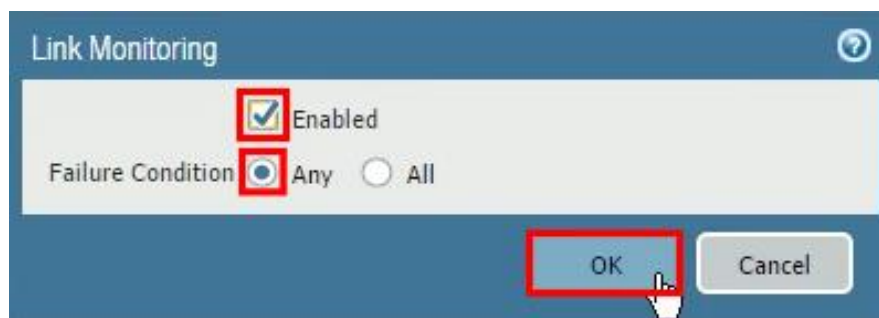 Link Monitoring ?
Enabled
Failure Condition Any All
OK Cancel